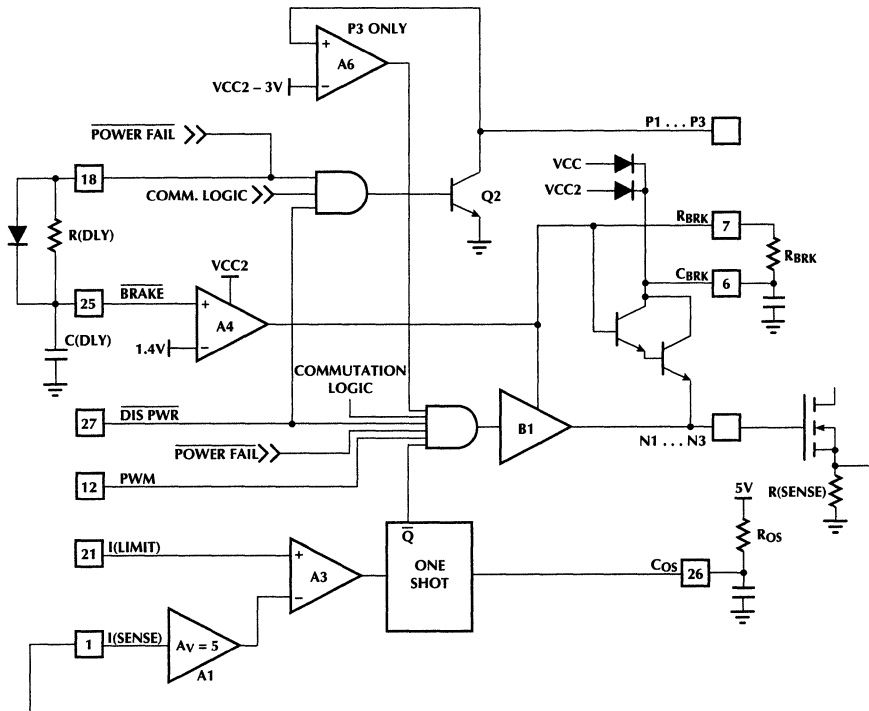 P3 ONLY
+
A6
VCC2 – 3V
–
P1 . . . P3
POWER FAIL
18
COMM. LOGIC
Q2
VCC
VCC2
R(DLY)
RBRK
7
RBRK
VCC2
25
BRAKE
+
A4
CBRK
6
C(DLY)
1.4V
–
COMMUTATION
LOGIC
27
DIS PWR
B1
N1 . . . N3
POWER FAIL
12
PWM
R(SENSE)
5V
Q
ROS
21
I(LIMIT)
+
A3
–
ONE
SHOT
COS
26
1
I(SENSE)
AV = 5
A1